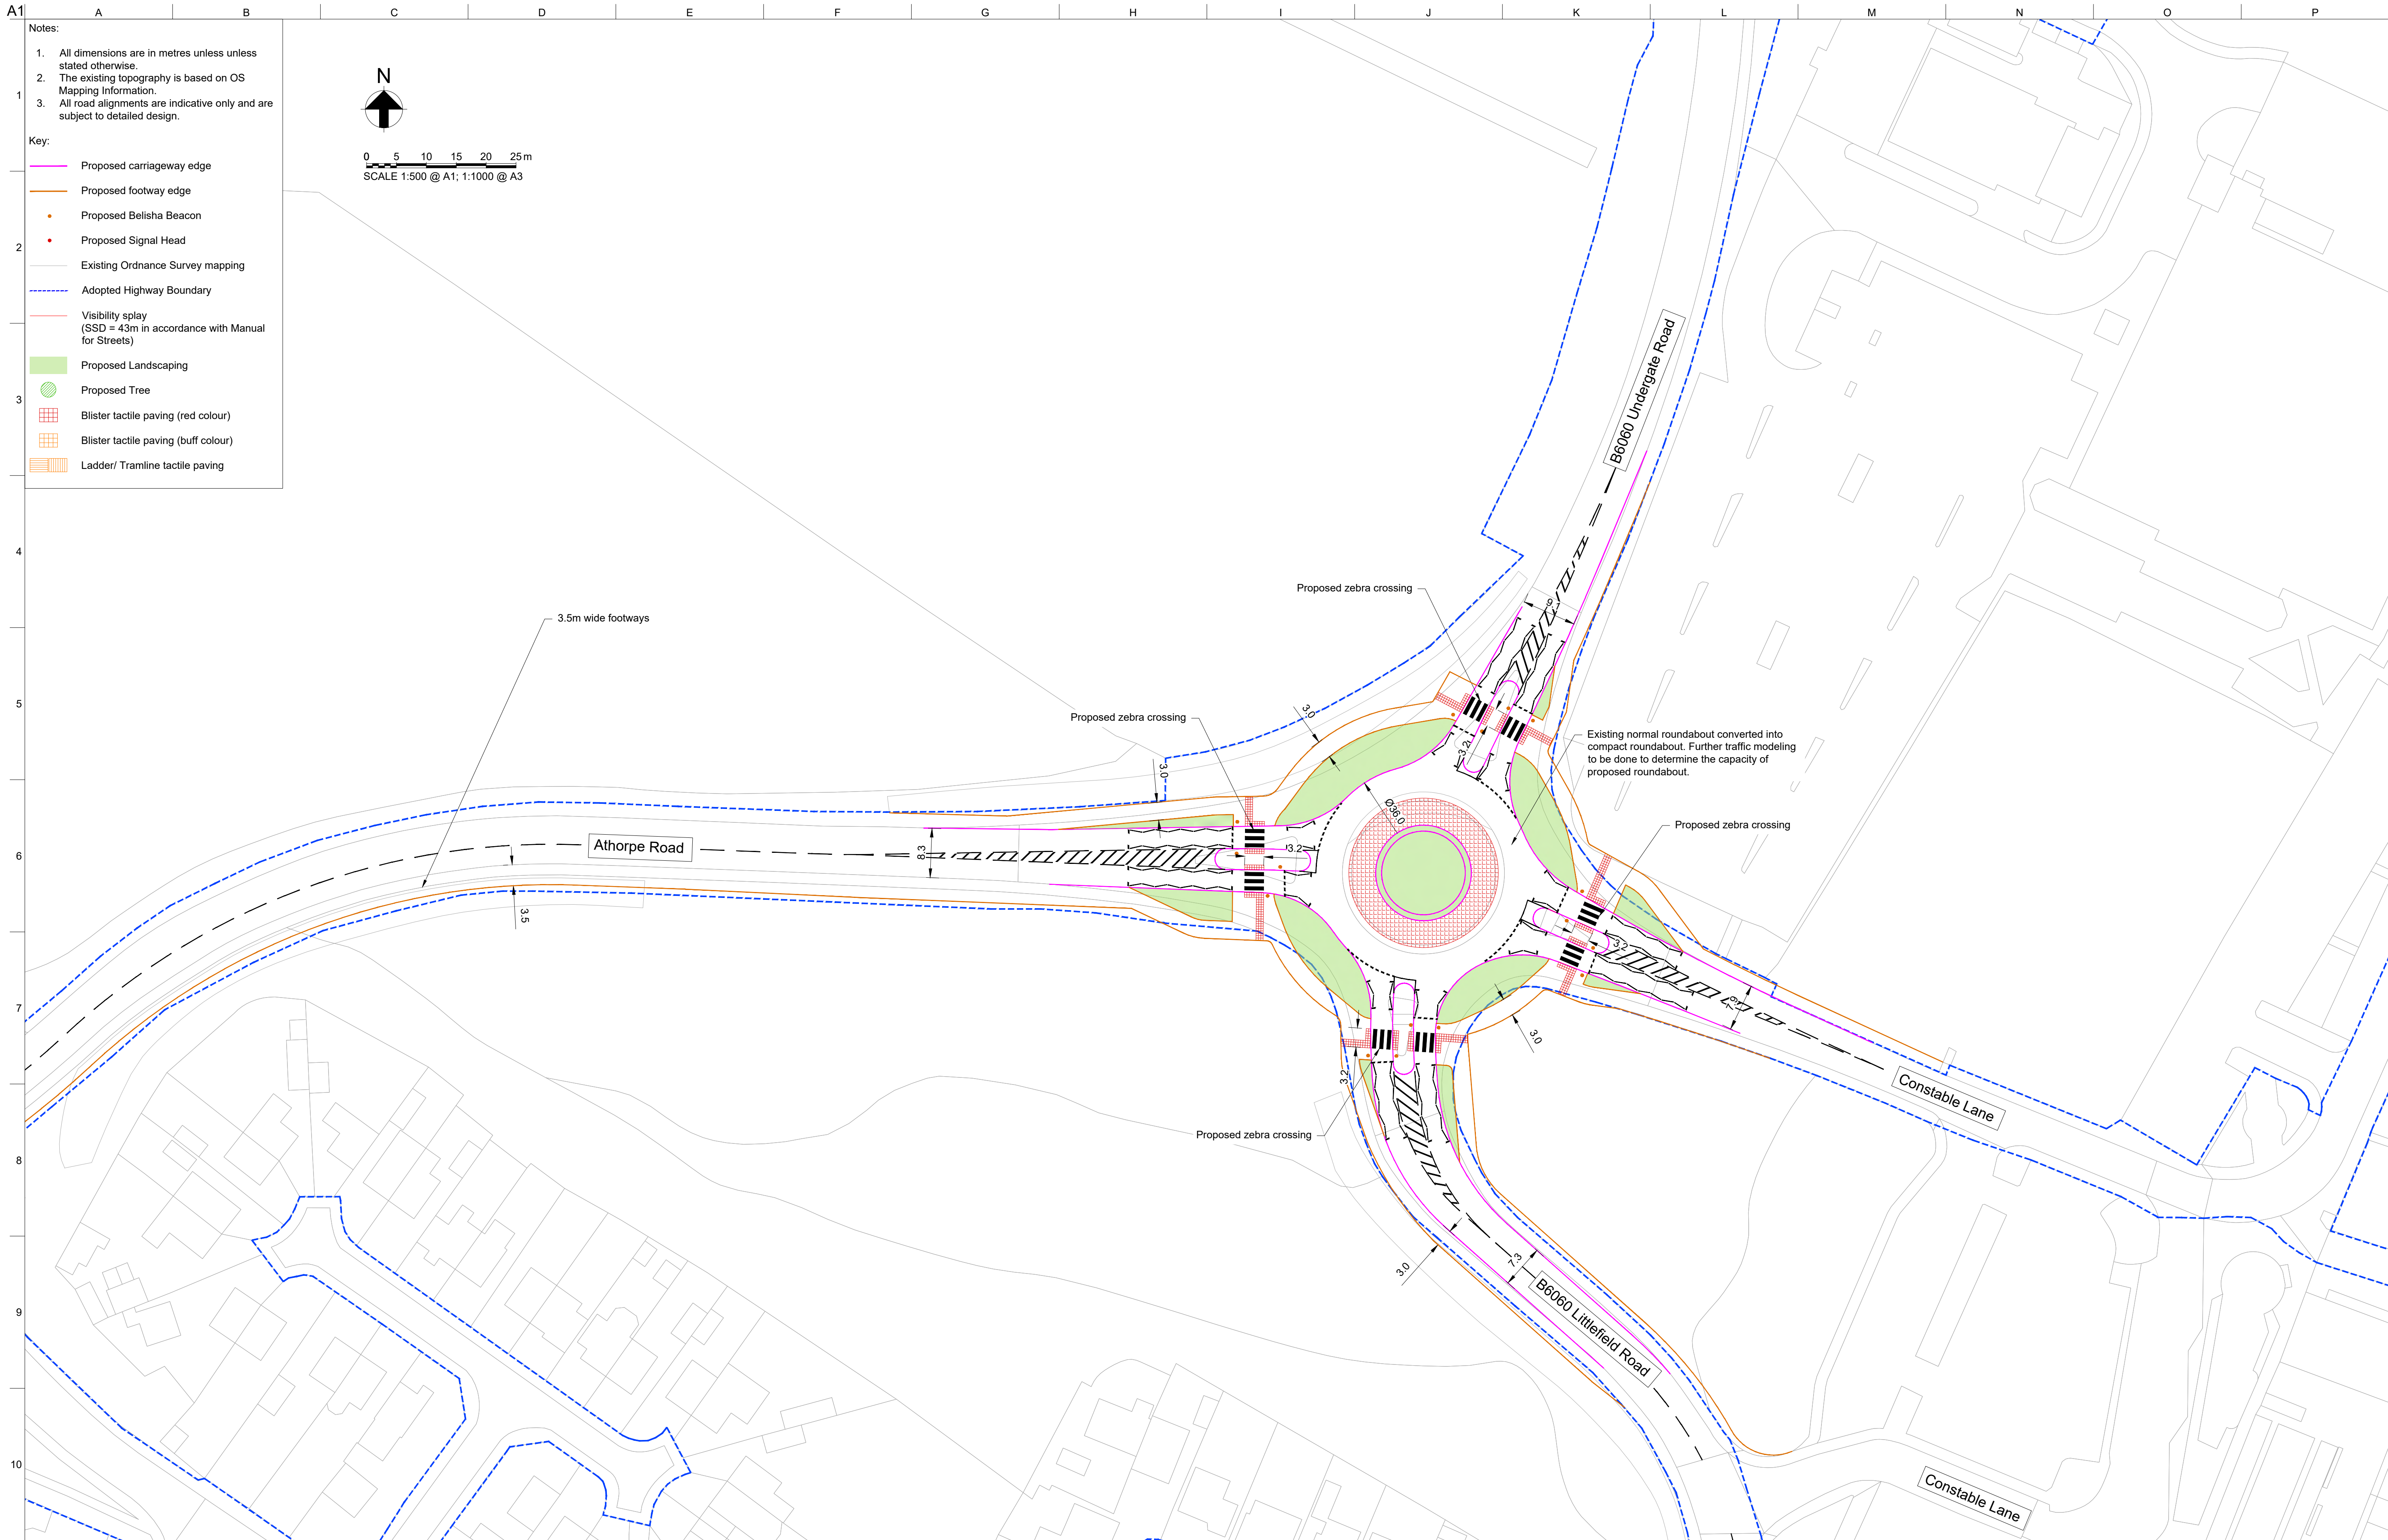 A1
A B C D E F G H I J K L M N O P
1
2
3
4
5
6
7
8
9
10
Notes:
1. All dimensions are in metres unless unless
stated otherwise.
2. The existing topography is based on OS
Mapping Information.
3. All road alignments are indicative only and are
subject to detailed design.
Key:
Proposed carriageway edge
Proposed footway edge
Proposed Belisha Beacon
Proposed Signal Head
Existing Ordnance Survey mapping
Adopted Highway Boundary
Visibility splay
(SSD = 43m in accordance with Manual
for Streets)
Proposed Landscaping
Proposed Tree
Blister tactile paving (red colour)
Blister tactile paving (buff colour)
Ladder/ Tramline tactile paving
N
0 5 10 15 20 25 m
SCALE 1:500 @ A1; 1:1000 @ A3
B6060 Undergate Road
Proposed zebra crossing
3.5m wide footways
3.0
Proposed zebra crossing
3.2
Existing normal roundabout converted into
compact roundabout. Further traffic modeling
to be done to determine the capacity of
proposed roundabout.
3.0
Ø36.0
Proposed zebra crossing
Athorpe Road
8.3
3.2
3.5
3.2
3.0
3.2
Constable Lane
Proposed zebra crossing
7.3
3.0
B6060 Littlefield Road
Constable Lane